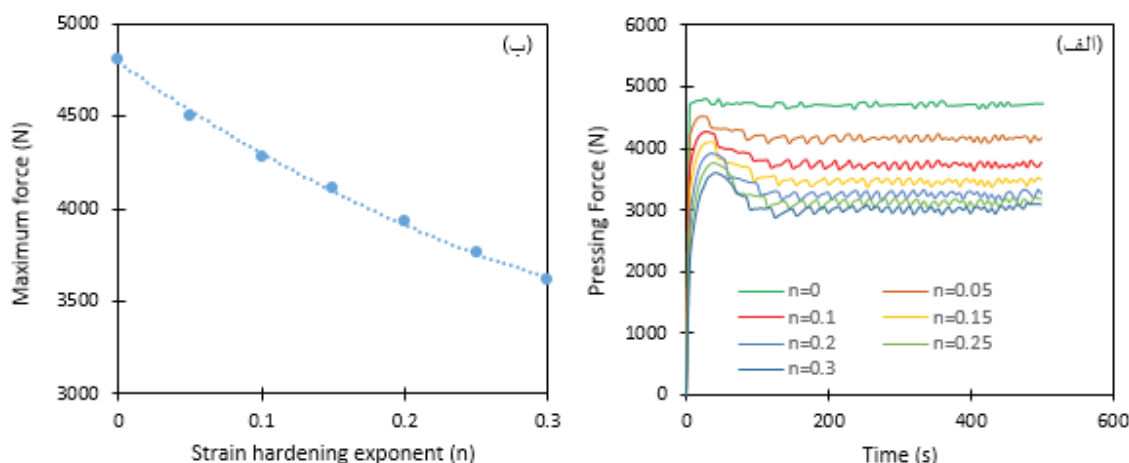 (ب)
Maximum force (N)
5000
4500
4000
3500
3000
0
0.1
0.2
0.3
Strain hardening exponent (n)
(الف)
Pressing Force (N)
6000
5000
4000
3000
2000
1000
0
n=0
n=0.05
n=0.1
n=0.15
n=0.2
n=0.25
n=0.3
0
200
400
600
Time (s)